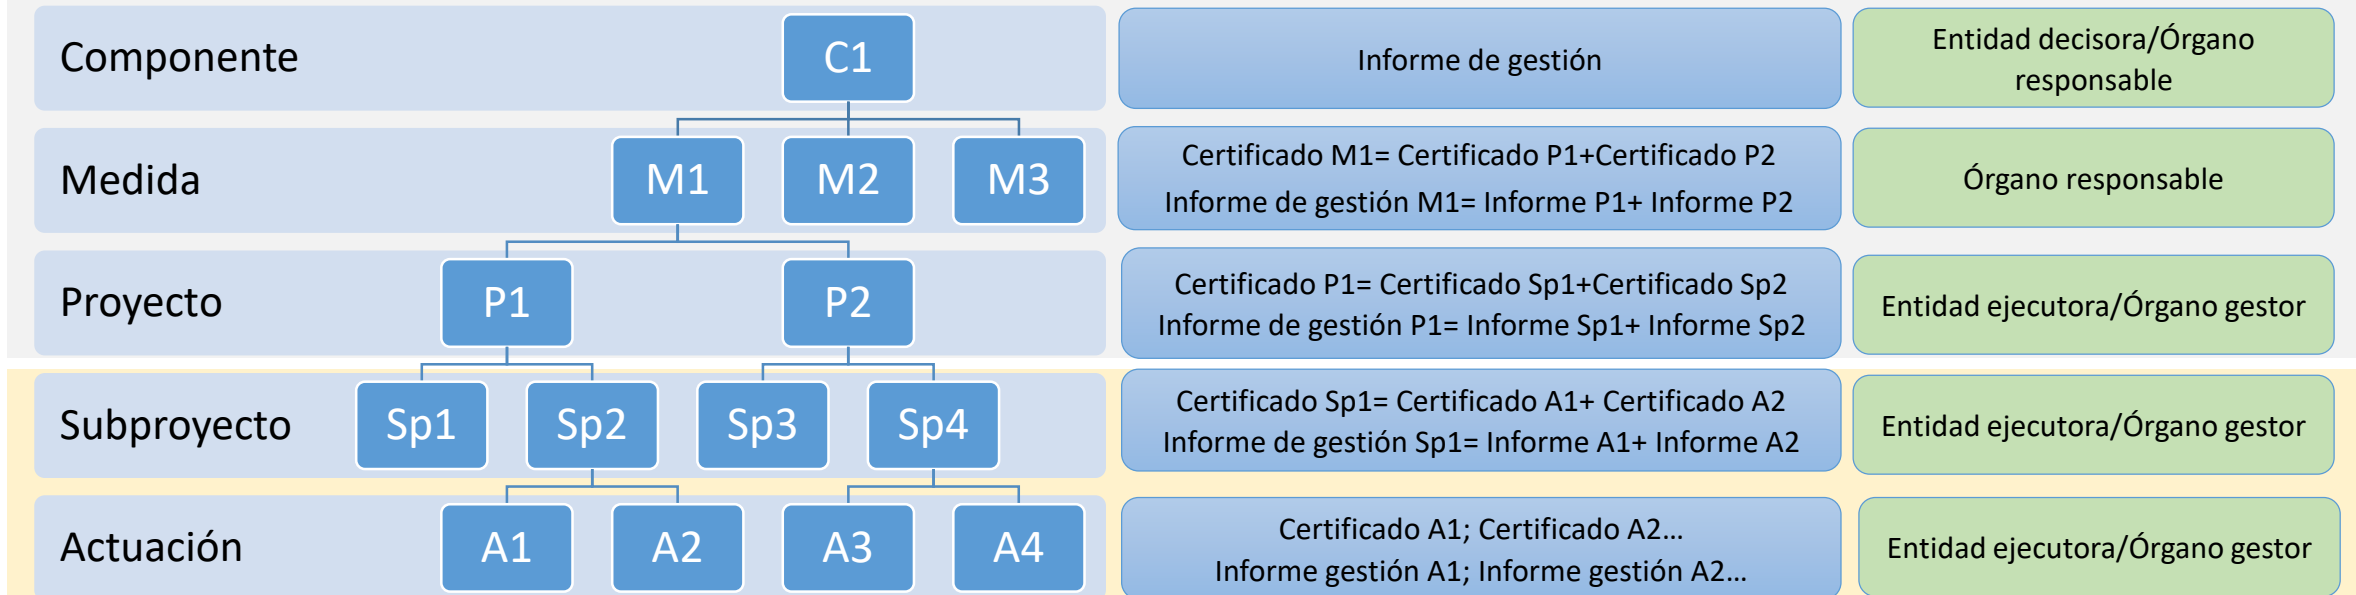 Componente
C1
Informe de gestión
Entidad decisora/Órgano
responsable
Medida
M1
M2
M3
Certificado M1= Certificado P1+Certificado P2
Informe de gestión M1= Informe P1+ Informe P2
Órgano responsable
Proyecto
P1
P2
Certificado P1= Certificado Sp1+Certificado Sp2
Informe de gestión P1= Informe Sp1+ Informe Sp2
Entidad ejecutora/Órgano gestor
Subproyecto
Sp1
Sp2
Sp3
Sp4
Certificado Sp1= Certificado A1+ Certificado A2
Informe de gestión Sp1= Informe A1+ Informe A2
Entidad ejecutora/Órgano gestor
Actuación
A1
A2
A3
A4
Certificado A1; Certificado A2…
Informe gestión A1; Informe gestión A2…
Entidad ejecutora/Órgano gestor